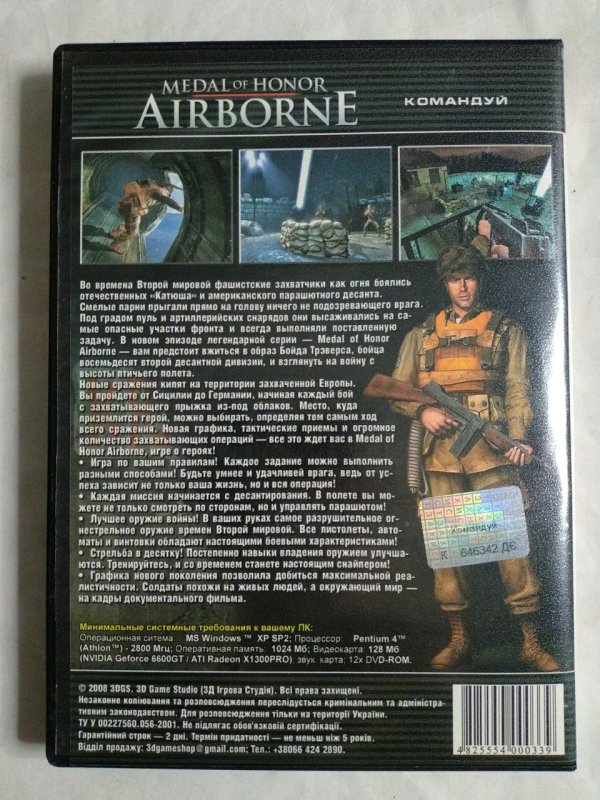 MEDAL OF HONOR
AIRBORNE
КОМАНДУЙ
Во времена Второй мировой фашистские захватчики как огня боялись
отечественных «Катюша» и американского парашютного десанта.
Смелые парни прыгали прямо на голову ничего не подозревающего врага.
Под градом пуль и артиллерийских снарядов они высаживались на са-
мые опасные участки фронта и всегда выполняли поставленную
задачу. В новом эпизоде легендарной серии — Medal of Honor
Airborne — вам предстоит вжиться в образ Бойда Трэверса, бойца
восемьдесят второй десантной дивизии, и взглянуть на войну с
высоты птичьего полета.
Новые сражения кипят на территории захваченной Европы.
Вы пройдете от Сицилии до Германии, начиная каждый бой
с захватывающего прыжка из-под облаков. Место, куда
приземлится герой, можно выбирать, определяя тем самым ход
всего сражения. Новая графика, тактические приемы и огромное
количество захватывающих операций — все это ждет вас в Medal of
Honor Airborne, игре о героях!
• Игра по вашим правилам! Каждое задание можно выполнить
разными способами! Будьте умнее и удачливей врага, ведь от ус-
пеха зависит не только ваша жизнь, но и вся операция!
• Каждая миссия начинается с десантирования. В полете вы мо-
жете не только смотреть по сторонам, но и управлять парашютом!
• Лучшее оружие войны! В ваших руках самое разрушительное ог-
нестрельное оружие времен Второй мировой. Все пистолеты, авто-
маты и винтовки обладают настоящими боевыми характеристиками!
• Стрельба в десятку! Постепенно навыки владения оружием улучша-
ются. Тренируйтесь, и со временем станете настоящим снайпером!
• Графика нового поколения позволила добиться максимальной реа-
листичности. Солдаты похожи на живых людей, а окружающий мир —
на кадры документального фильма.
Командуй
X 646342 ДЄ
Минимальные системные требования к вашему ПК:
Операционная ситема MS Windows ™ XP SP2; Процессор: Pentium 4™
(Athlon™) - 2800 Мгц; Оперативная память: 1024 Мб; Видеокарта: 128 Мб
(NVIDIA Geforce 6600GT / ATI Radeon X1300PRO). звук. карта: 12x DVD-ROM.
© 2008 3DGS. 3D Game Studio (3Д Ігрова Студія). Всі права захищені.
Незаконне копіювання та розповсюдження переслідується кримінальним та адміністра-
тивним законодавством. Для розповсюдження тільки на території України.
ТУ У 00227560.056-2001. Не підлягає обов'язковій сертифікації.
Гарантійний строк — 2 дні. Термін придатності — не меньш ніж 5 років.
Відділ продажу: 3dgameshop@gmail.com; Тел.: +38066 424 2890.
4 825554 000339